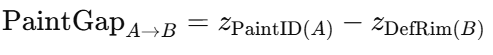 PaintGap_{A→B} = z_{PaintID(A)} − z_{DefRim(B)}